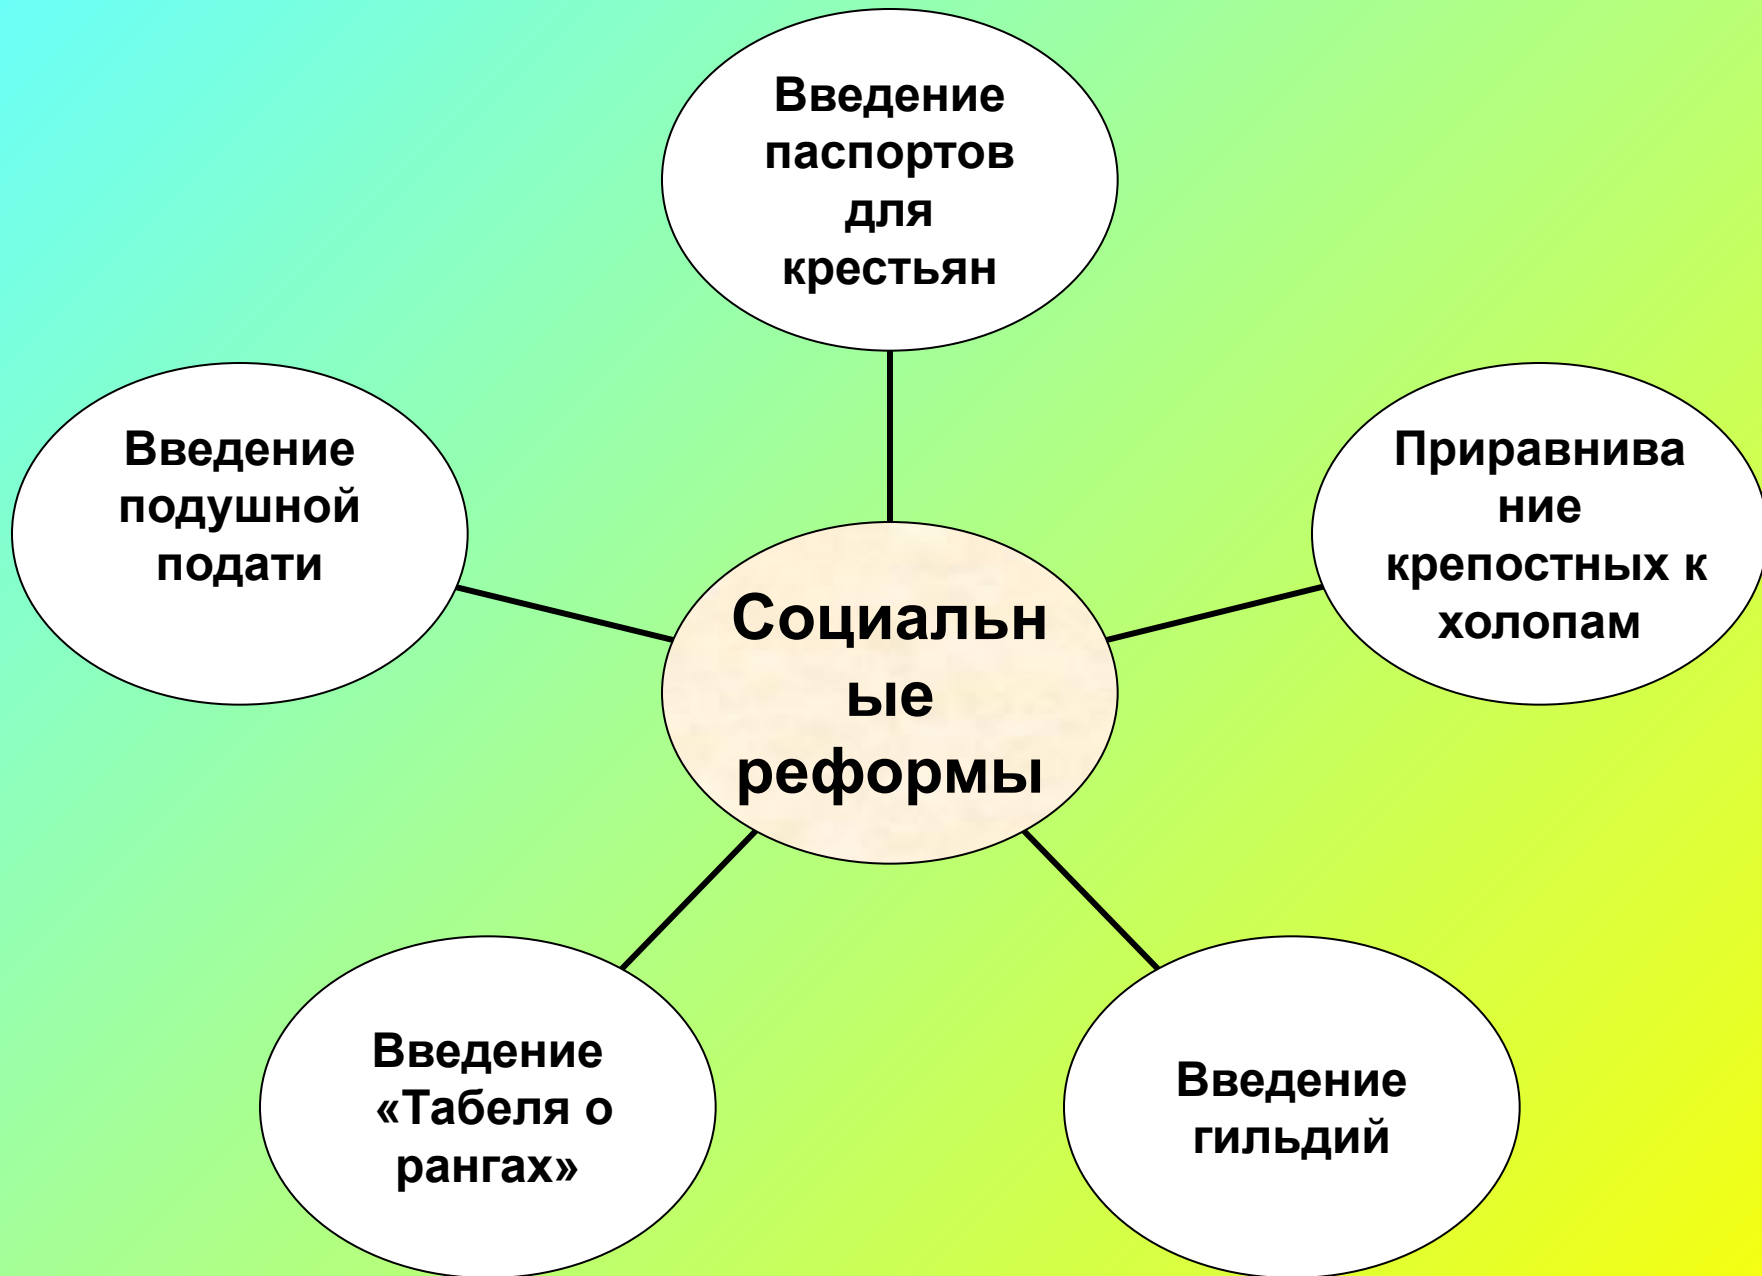 Введение
паспортов
для
крестьян
Введение
подушной
подати
Приравнива
ние
крепостных к
холопам
Социальн
ые
реформы
Введение
«Табеля о
рангах»
Введение
гильдий